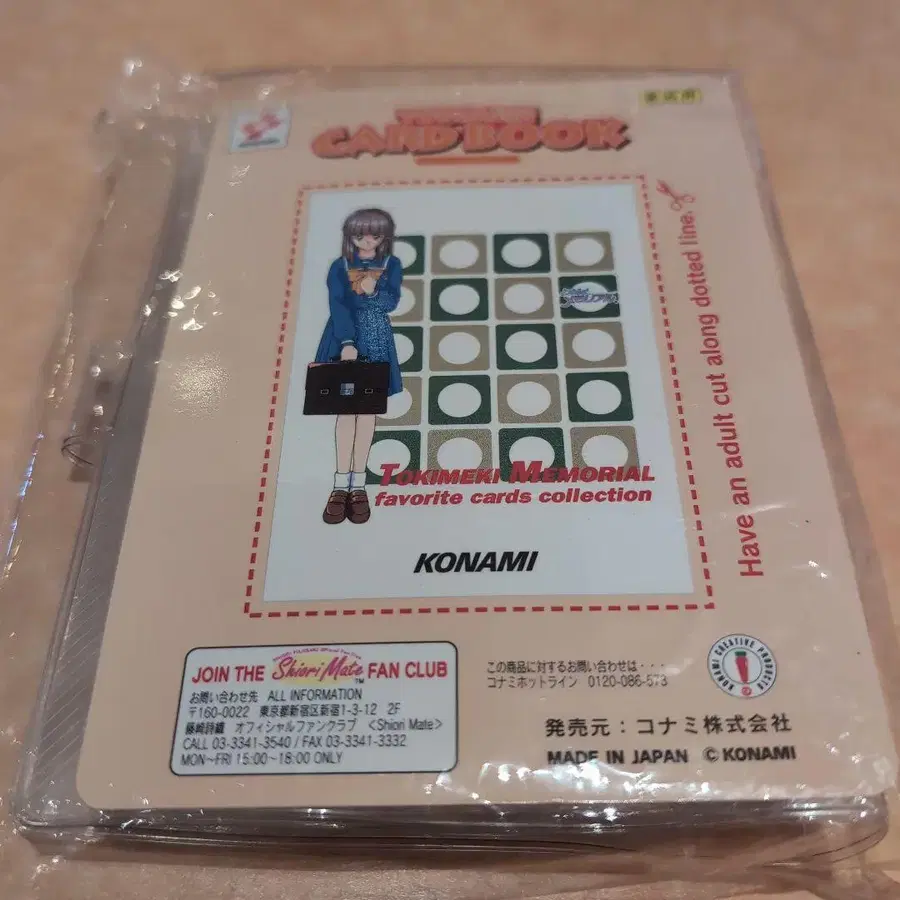 CARD BOOK
Have an adult cut along dotted line.
TOKIMEKI MEMORIAL
favorite cards collection
KONAMI
JOIN THE Shiori Mate™ FAN CLUB
お問い合わせ先 ALL INFORMATION
〒160-0022 東京都新宿区新宿1-3-12 2F
藤崎詩織 オフィシャルファンクラブ <Shiori Mate>
CALL 03-3341-3540/FAX 03-3341-3332
MON~FRI 15:00~18:00 ONLY
この商品に対するお問い合わせは・・・
コナミホットライン 0120-086-573
KONAMI CREATIVE PRODUCTS
発売元:コナミ株式会社
MADE IN JAPAN © KONAMI